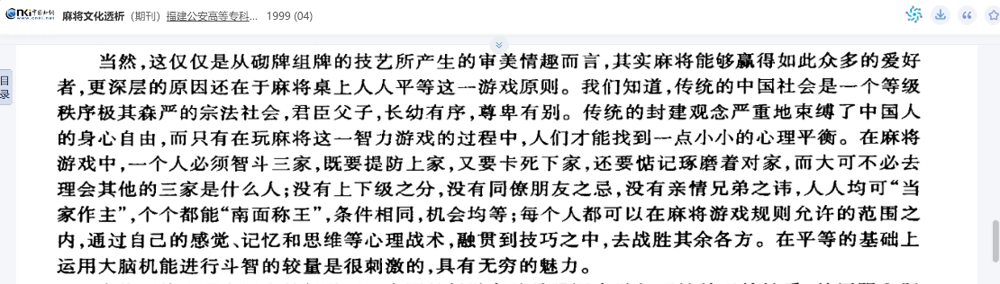 cnki中国知网 麻将文化透析（期刊）福建公安高等专科… 1999 (04)
www.cnki.net
目
录
当然,这仅仅是从砌牌组牌的技艺所产生的审美情趣而言,其实麻将能够赢得如此众多的爱好
者,更深层的原因还在于麻将桌上人人平等这一游戏原则。我们知道,传统的中国社会是一个等级
秩序极其森严的宗法社会,君臣父子,长幼有序,尊卑有别。传统的封建观念严重地束缚了中国人
的身心自由,而只有在玩麻将这一智力游戏的过程中,人们才能找到一点小小的心理平衡。在麻将
游戏中,一个人必须智斗三家,既要提防上家,又要卡死下家,还要惦记琢磨着对家,而大可不必去
理会其他的三家是什么人;没有上下级之分,没有同僚朋友之忌,没有亲情兄弟之讳,人人均可“当
家作主”,个个都能“南面称王”,条件相同,机会均等;每个人都可以在麻将游戏规则允许的范围之
内,通过自己的感觉、记忆和思维等心理战术,融贯到技巧之中,去战胜其余各方。在平等的基础上
运用大脑机能进行斗智的较量是很刺激的,具有无穷的魅力。